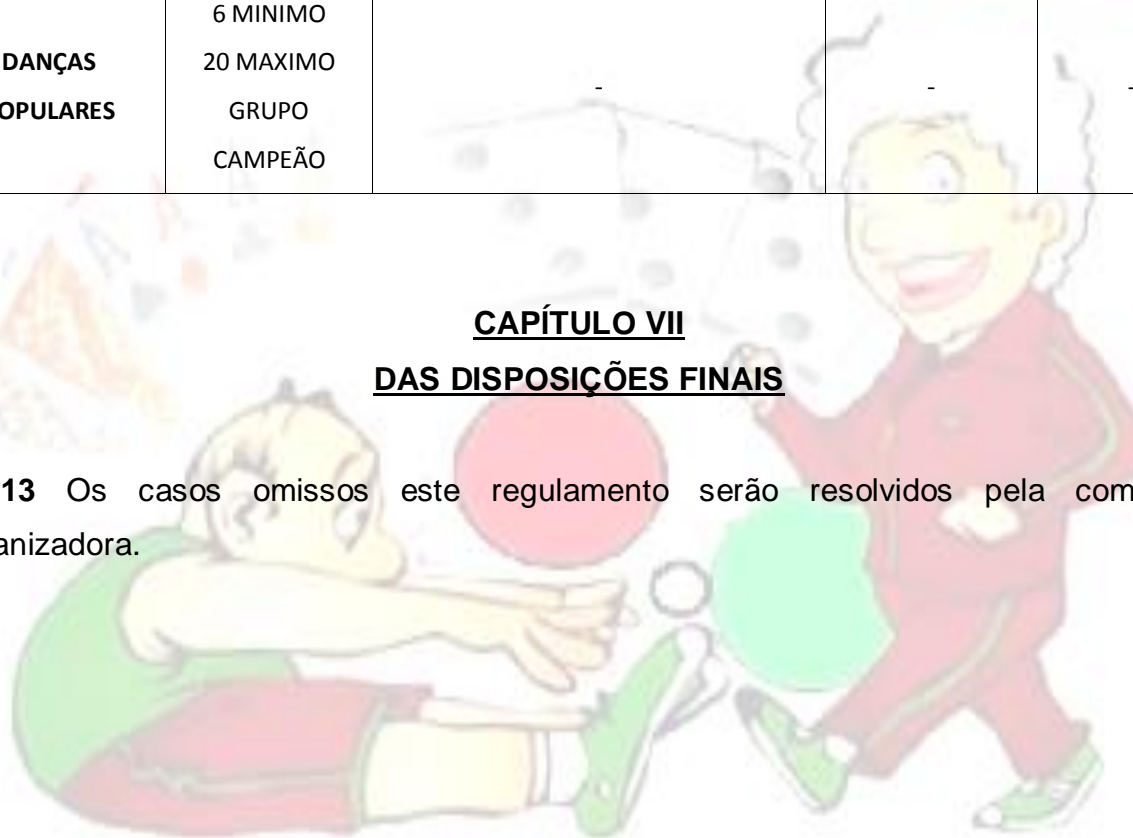 6 MINIMO
DANÇAS
20 MAXIMO
-
-
-
OPULARES
GRUPO
CAMPEÃO
CAPÍTULO VII
DAS DISPOSIÇÕES FINAIS
13 Os casos omissos este regulamento serão resolvidos pela com
anizadora.